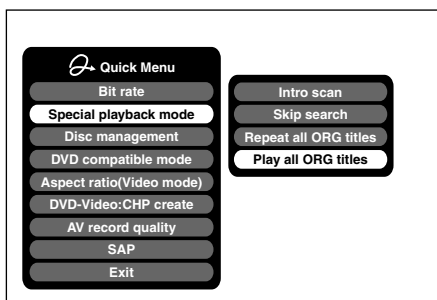 Quick Menu
Bit rate
Special playback mode
Disc management
DVD compatible mode
Aspect ratio(Video mode)
DVD-Video:CHP create
AV record quality
SAP
Exit
Intro scan
Skip search
Repeat all ORG titles
Play all ORG titles